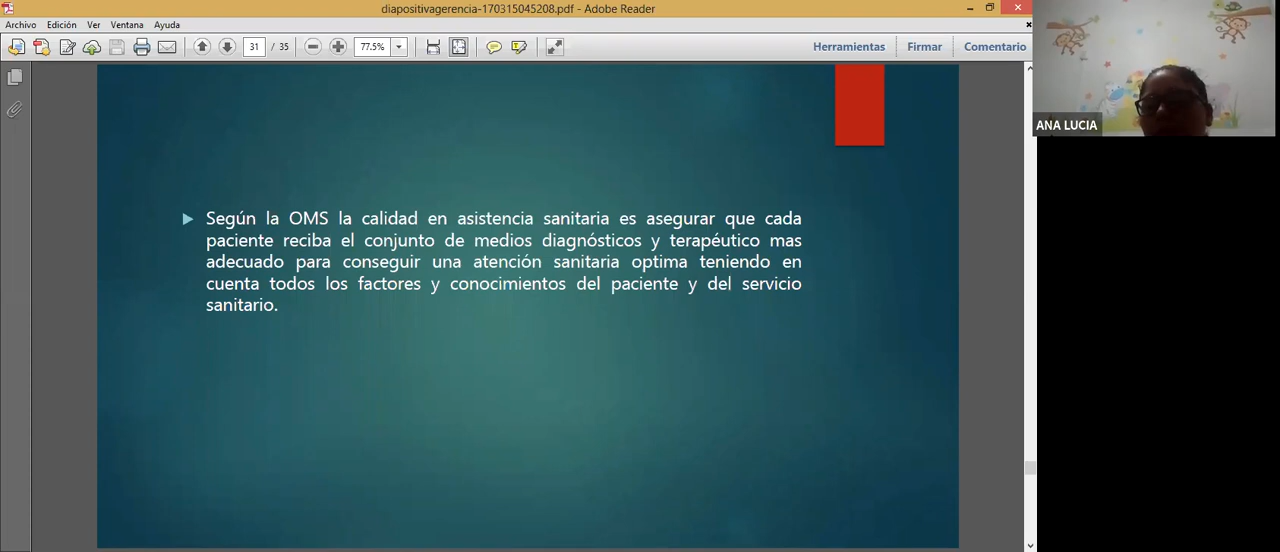 diapositivagerencia-170315045208.pdf - Adobe Reader
Archivo Edición Ver Ventana Ayuda
31 / 35 77.5% Herramientas Firmar Comentario
ANA LUCIA
Según la OMS la calidad en asistencia sanitaria es asegurar que cada
paciente reciba el conjunto de medios diagnósticos y terapéutico mas
adecuado para conseguir una atención sanitaria optima teniendo en
cuenta todos los factores y conocimientos del paciente y del servicio
sanitario.